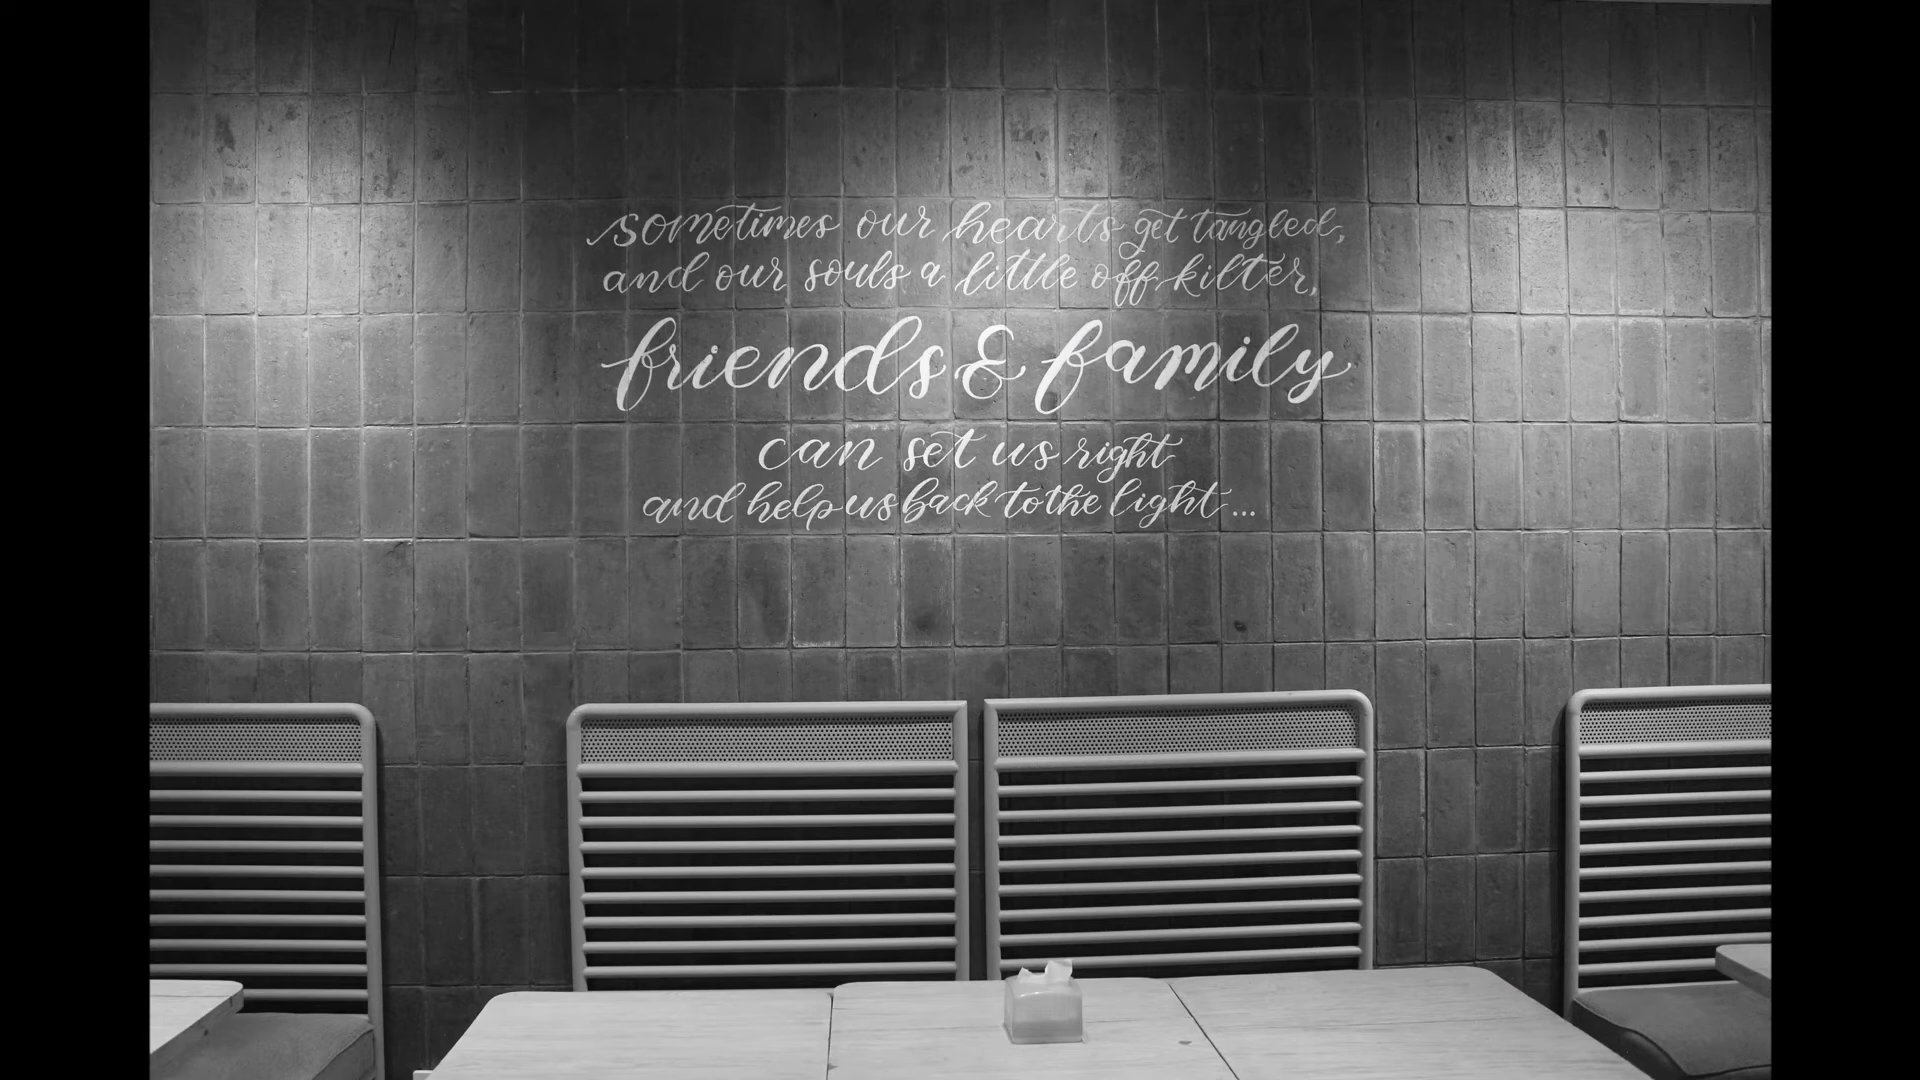 sometimes our hearts get tangled,
and our souls a little off-kilter,
friends & family
can set us right
and help us back to the light...